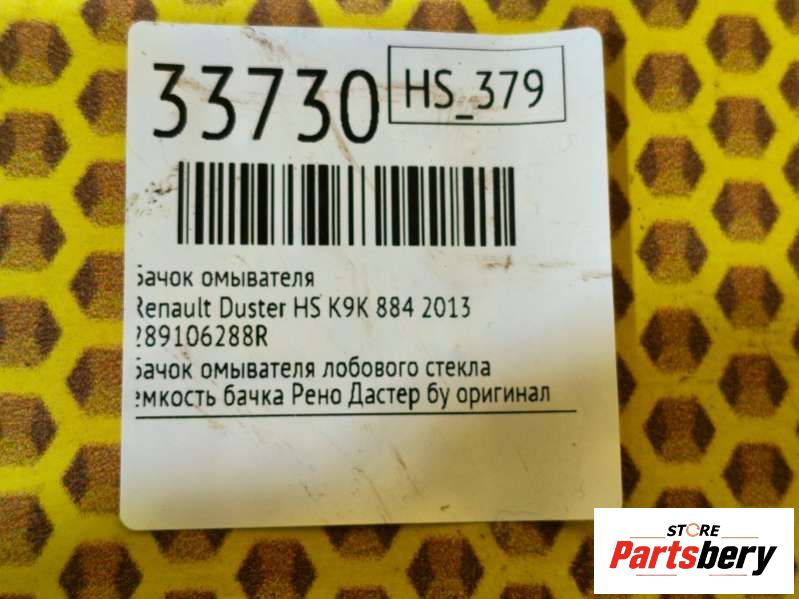 33730
HS_379
Бачок омывателя
Renault Duster HS K9K 884 2013
289106288R
Бачок омывателя лобового стекла
емкость бачка Рено Дастер бу оригинал
STORE
Partsbery